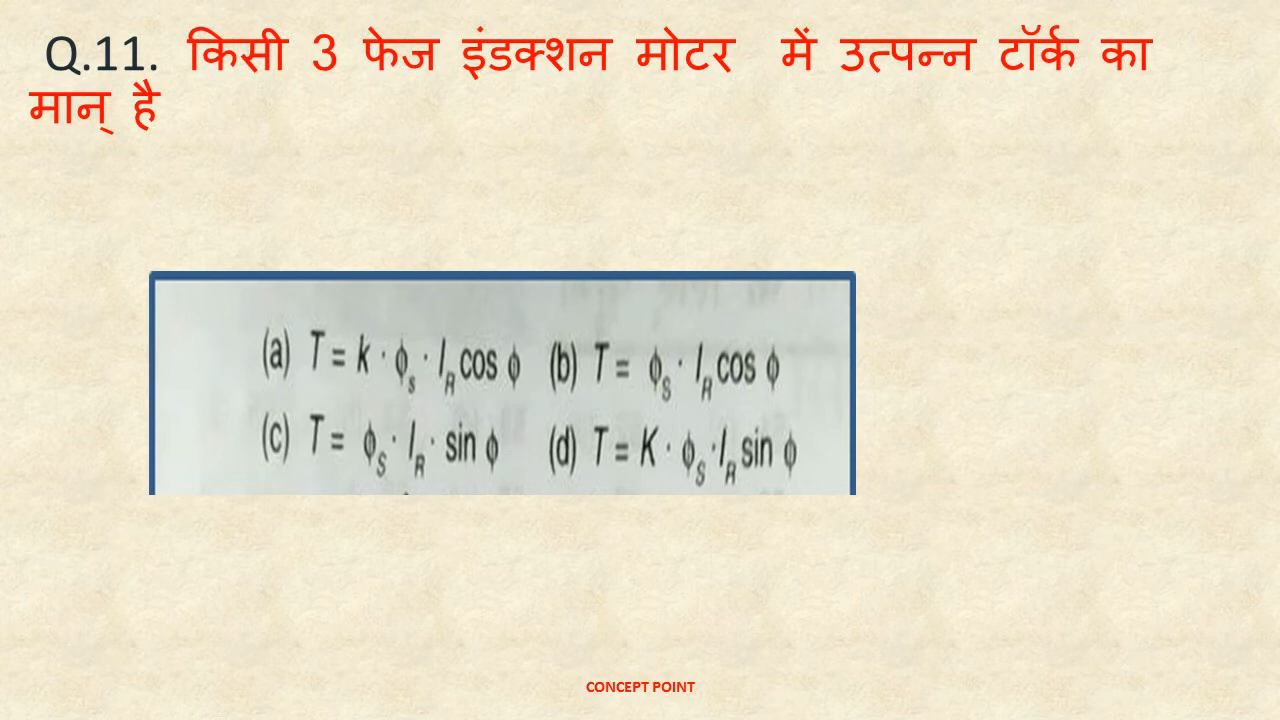 Q.11. किसी 3 फेज इंडक्शन मोटर में उत्पन्न टॉर्क का
मान् है
(a) T = k · ϕs · IR cos ϕ (b) T = ϕS · IR cos ϕ
(c) T = ϕS · IR · sin ϕ (d) T = K · ϕS · IR sin ϕ
CONCEPT POINT